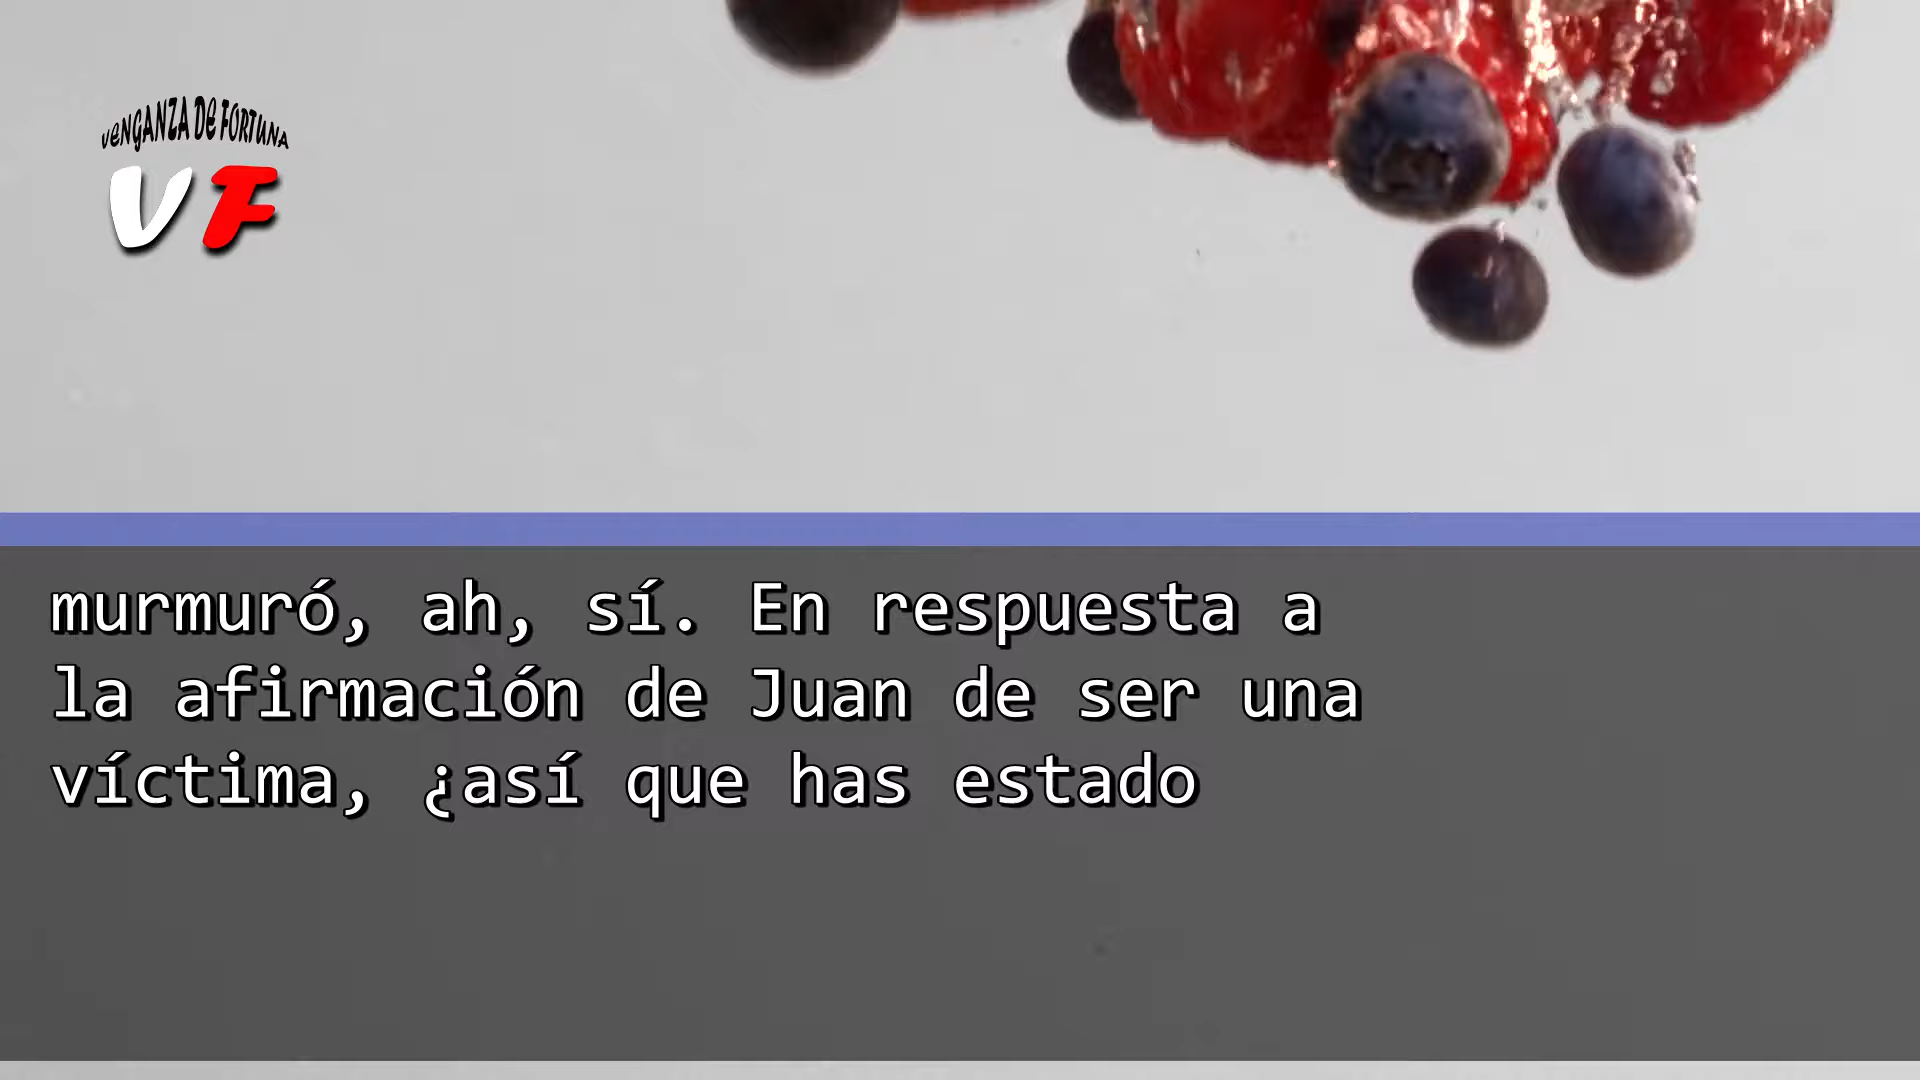 VENGANZA DE FORTUNA
VF
murmuró, ah, sí. En respuesta a
la afirmación de Juan de ser una
víctima, ¿así que has estado